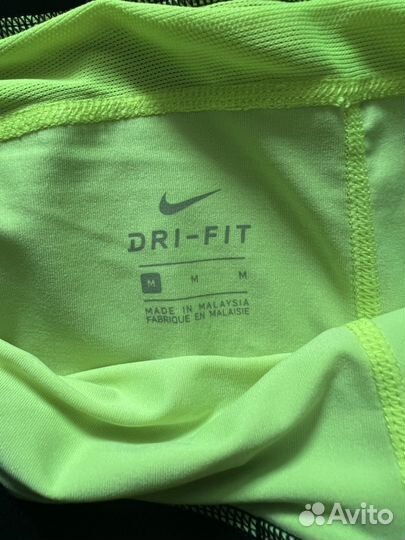 DRI-FIT
M M M
MADE IN MALAYSIA
FABRIQUE EN MALAISIE
Avito